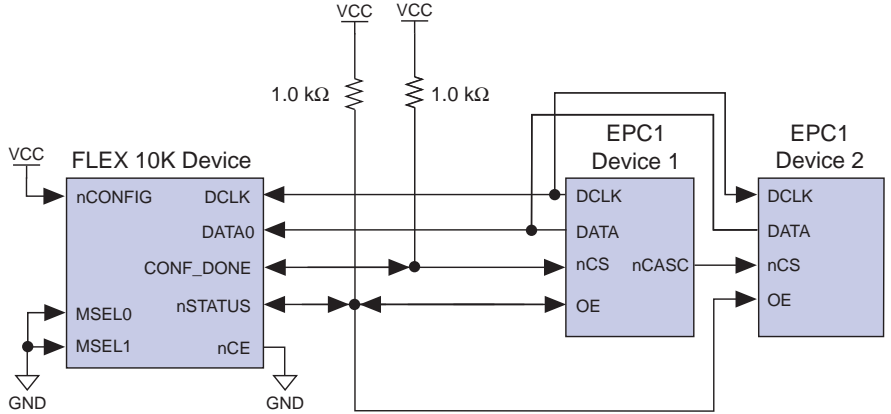 VCC
VCC
1.0 kΩ
1.0 kΩ
VCC
FLEX 10K Device
nCONFIG
DCLK
DATA0
CONF_DONE
MSEL0
nSTATUS
MSEL1
nCE
GND
GND
EPC1
Device 1
DCLK
DATA
nCS
nCASC
OE
EPC1
Device 2
DCLK
DATA
nCS
OE